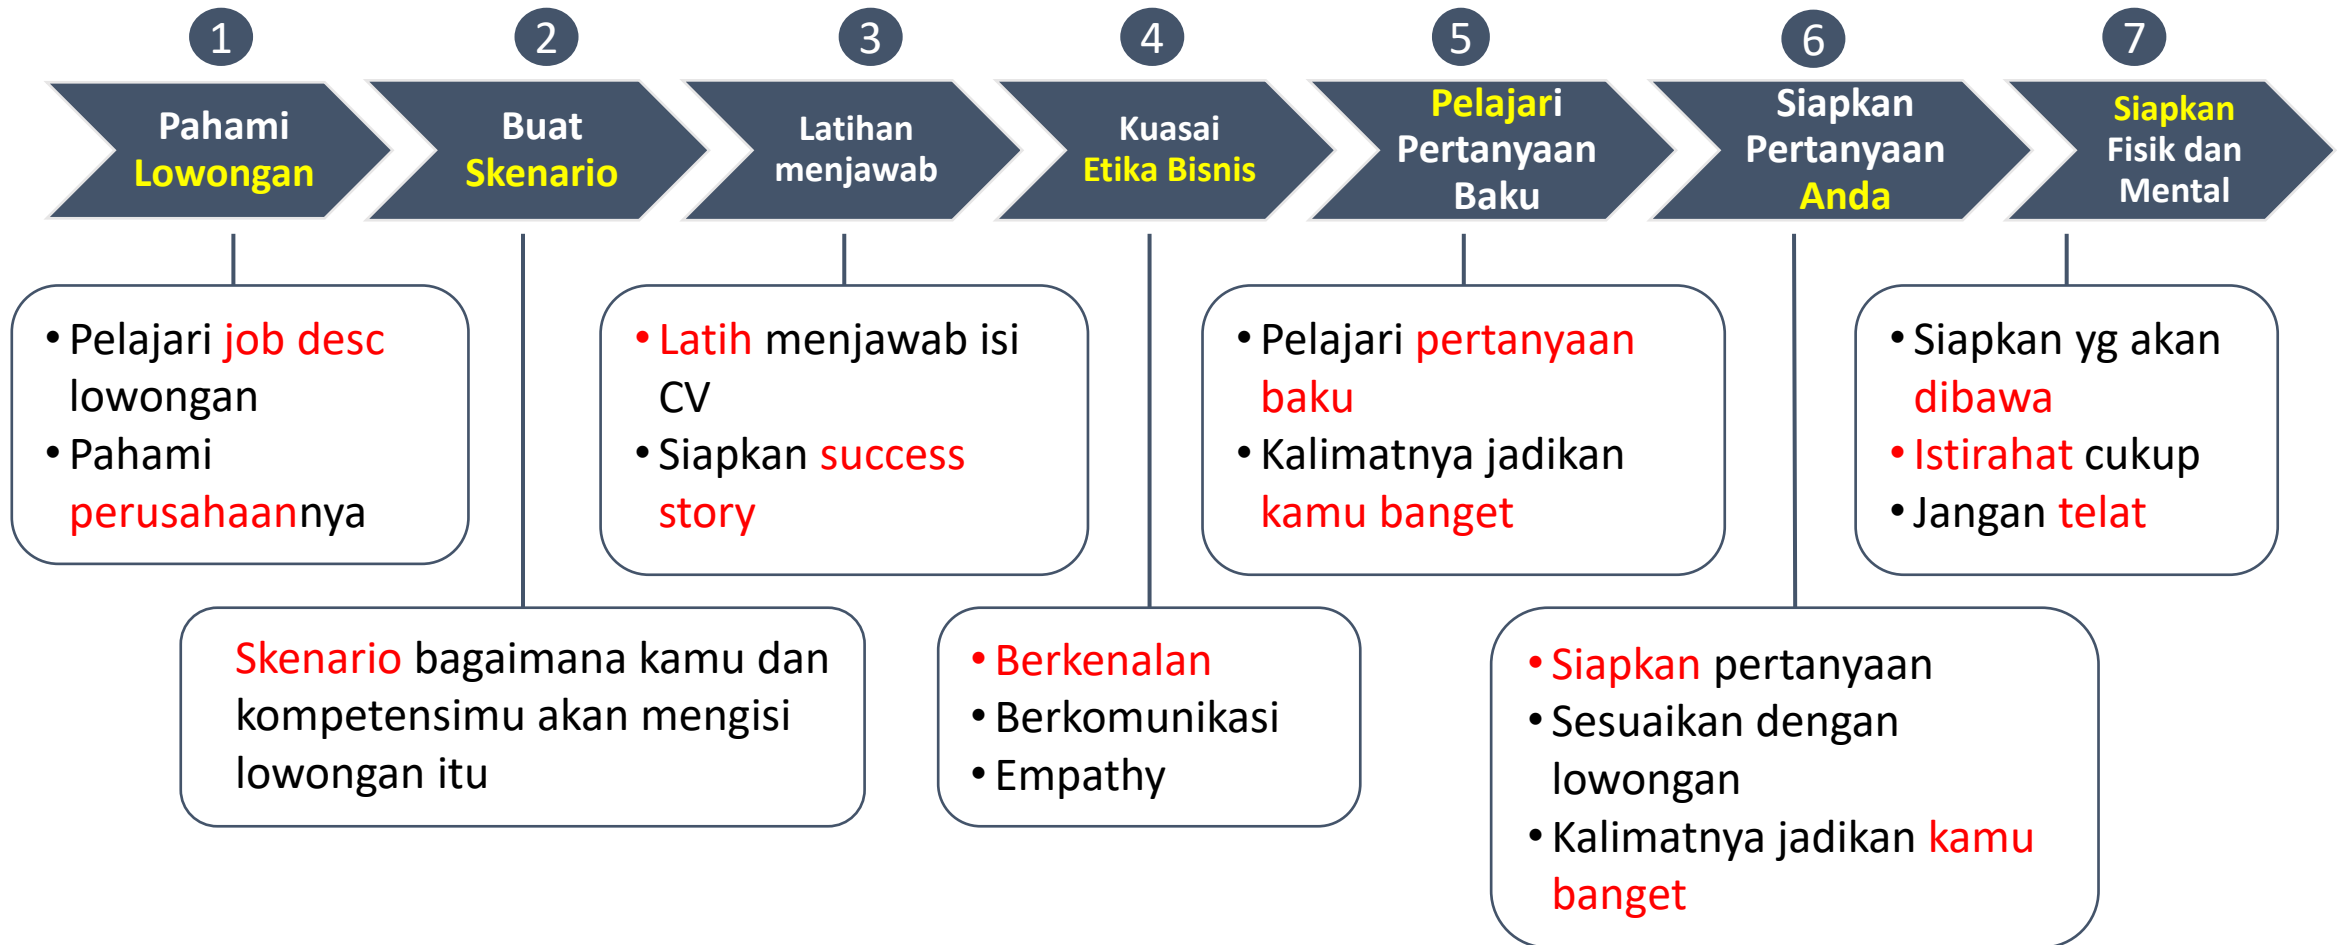 1
2
3
4
5
6
7
Pahami
Lowongan
Buat
Skenario
Latihan
menjawab
Kuasai
Etika Bisnis
Pelajari
Pertanyaan
Baku
Siapkan
Pertanyaan
Anda
Siapkan
Fisik dan
Mental
• Pelajari job desc
lowongan
• Pahami
perusahaannya
Skenario bagaimana kamu dan
kompetensimu akan mengisi
lowongan itu
• Latih menjawab isi
CV
• Siapkan success
story
• Berkenalan
• Berkomunikasi
• Empathy
• Pelajari pertanyaan
baku
• Kalimatnya jadikan
kamu banget
• Siapkan pertanyaan
• Sesuaikan dengan
lowongan
• Kalimatnya jadikan kamu
banget
• Siapkan yg akan
dibawa
• Istirahat cukup
• Jangan telat